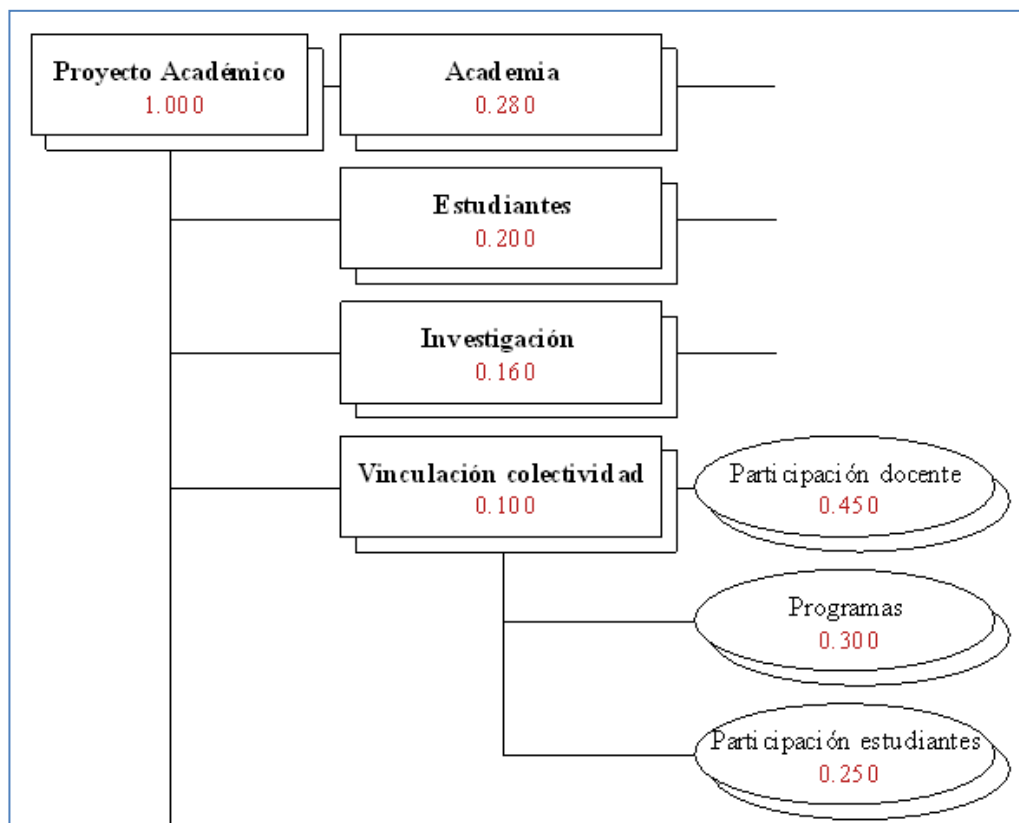 Proyecto Académico
1.000
Academia
0.280
Estudiantes
0.200
Investigación
0.160
Vinculación colectividad
0.100
Participación docente
0.450
Programas
0.300
Participación estudiantes
0.250